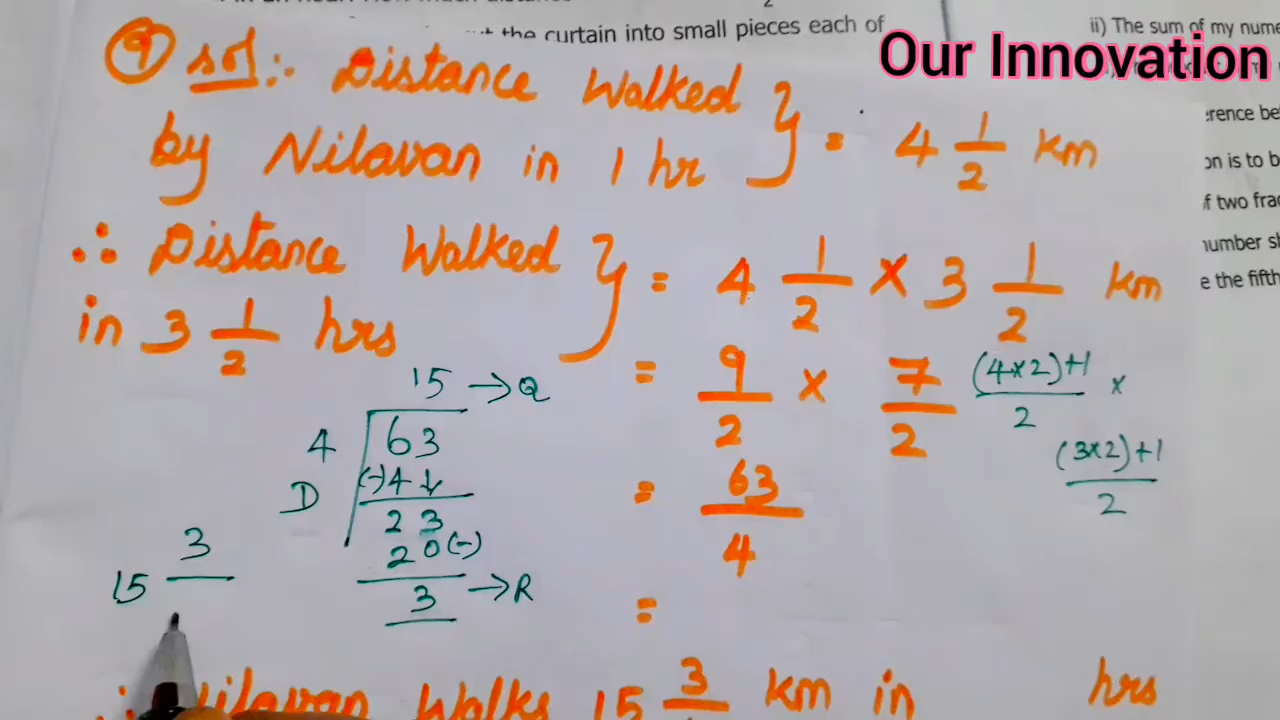 the curtain into small pieces each of
ii) The sum of my nume
Our Innovation
9 Sol:. Distance Walked
by Nilavan in 1 hr } = 4 1/2 km
∴ Distance Walked
in 3 1/2 hrs } = 4 1/2 × 3 1/2 km
= 9/2 × 7/2
(4×2)+1/2 ×
(3×2)+1/2
= 63/4
=
15 → Q
4 63
D (-)4 ↓
23
20(-)
3 → R
15 3/
Nilavan Walks 15 3/ km in hrs
erence be
on is to b
f two fra
number s
e the fifth